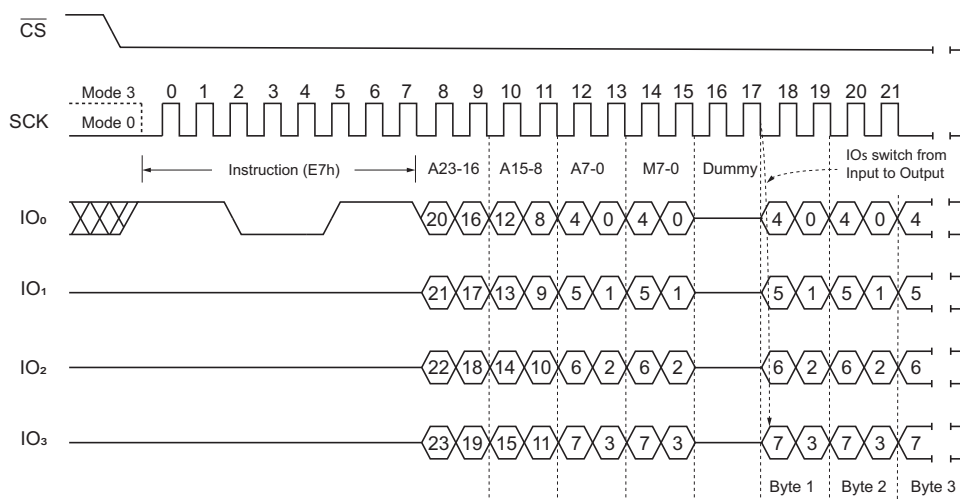 CS
Mode 3
0 1 2 3 4 5 6 7 8 9 10 11 12 13 14 15 16 17 18 19 20 21
SCK
Mode 0
Instruction (E7h) A23-16 A15-8 A7-0 M7-0 Dummy
IOs switch from
Input to Output
IO₀ 20 16 12 8 4 0 4 0 4 0 4 0 4
IO₁ 21 17 13 9 5 1 5 1 5 1 5 1 5
IO₂ 22 18 14 10 6 2 6 2 6 2 6 2 6
IO₃ 23 19 15 11 7 3 7 3 7 3 7 3 7
Byte 1 Byte 2 Byte 3